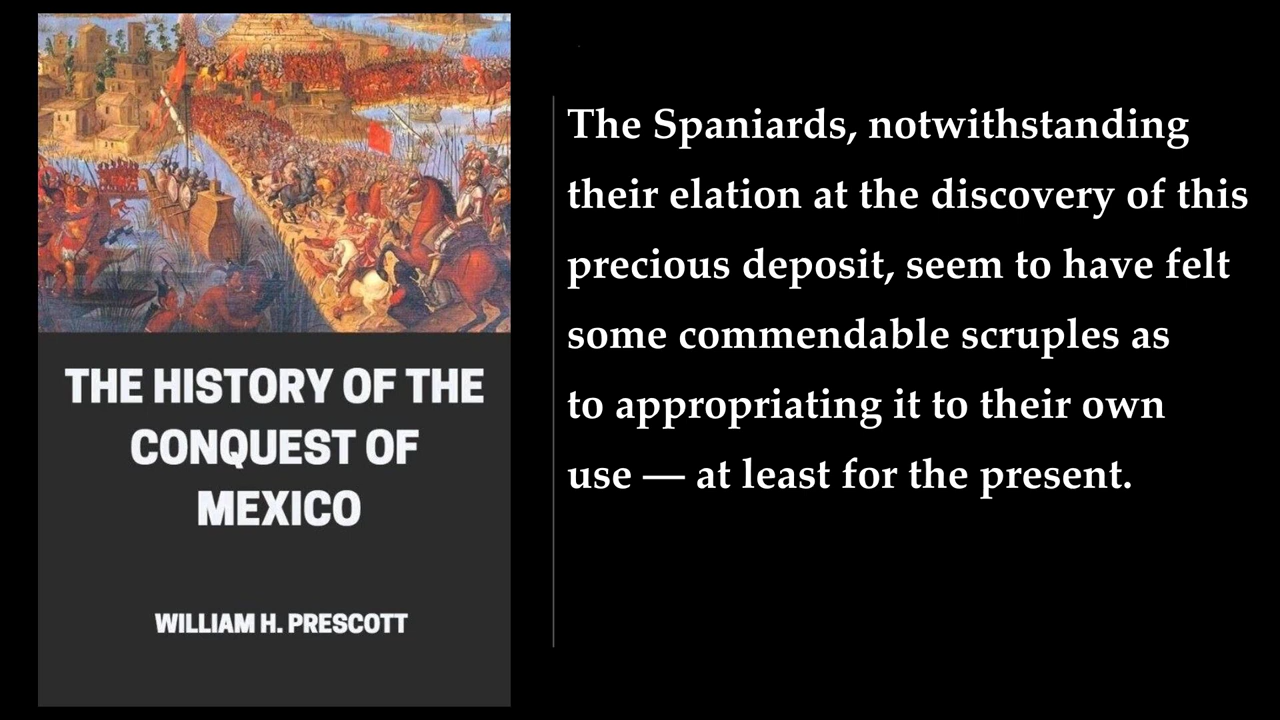 THE HISTORY OF THE
CONQUEST OF
MEXICO
WILLIAM H. PRESCOTT
The Spaniards, notwithstanding
their elation at the discovery of this
precious deposit, seem to have felt
some commendable scruples as
to appropriating it to their own
use — at least for the present.